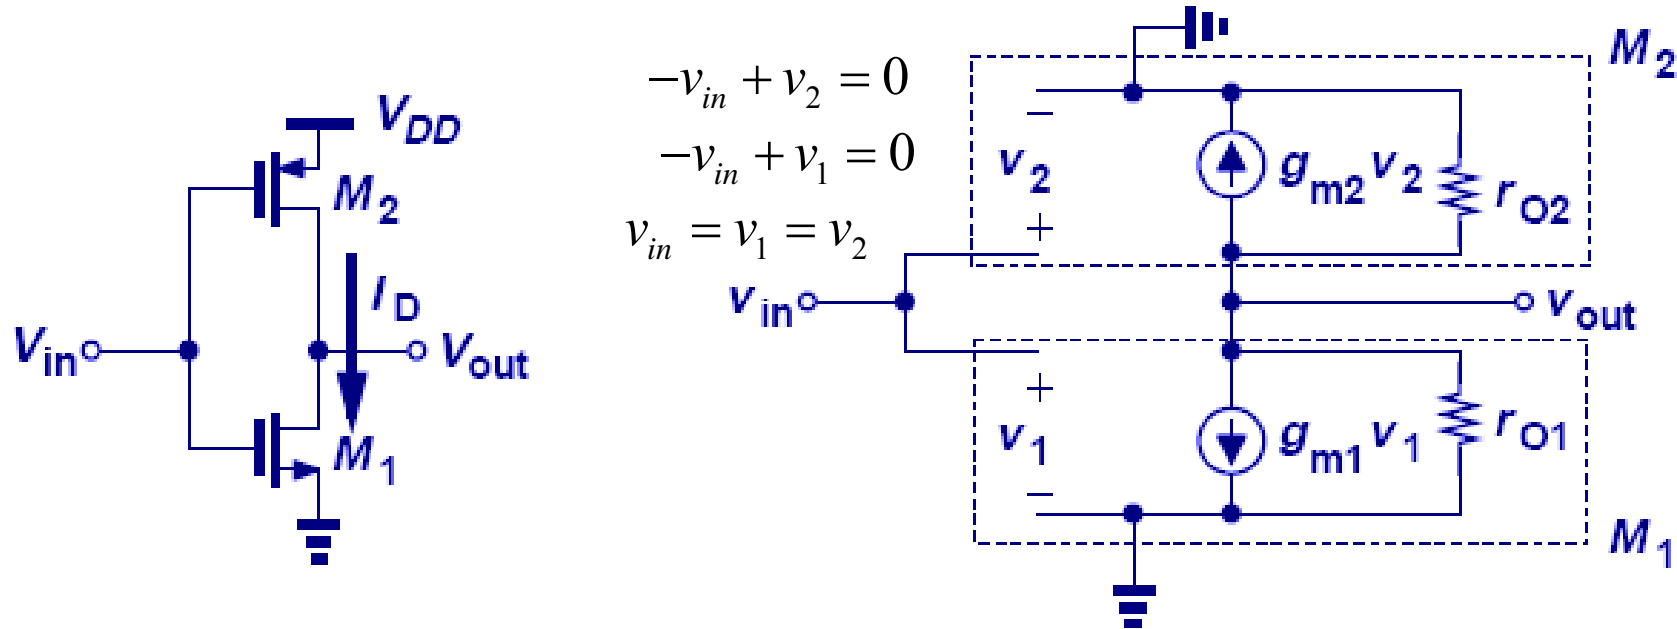 V_DD
M_2
I_D
V_in
V_out
M_1
−v_in + v_2 = 0
−v_in + v_1 = 0
v_in = v_1 = v_2
M_2
−
v_2
+
g_m2 v_2
r_O2
v_in
v_out
+
v_1
−
g_m1 v_1
r_O1
M_1